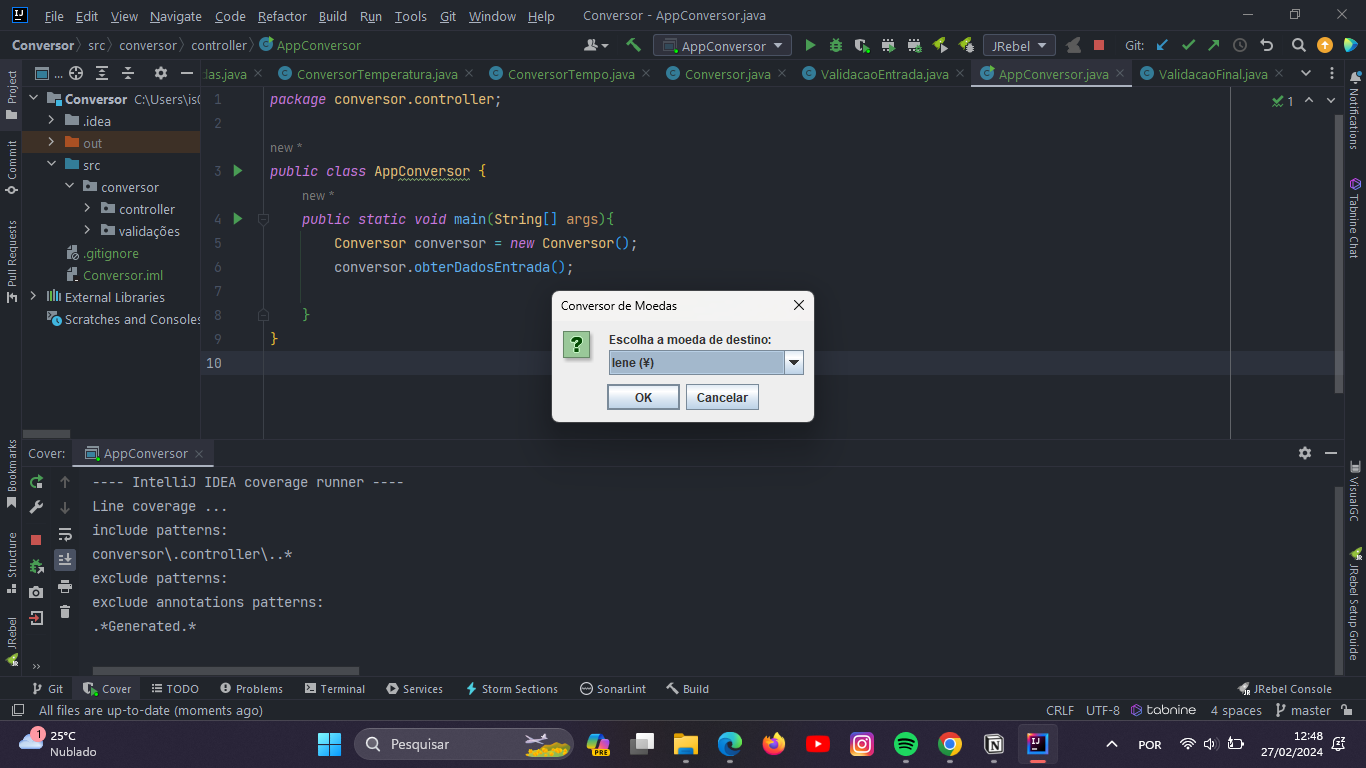 File Edit View Navigate Code Refactor Build Run Tools Git Window Help Conversor - AppConversor.java
Conversor src conversor controller AppConversor
AppConversor
JRebel
Git:
Project
Commit
Pull Requests
Bookmarks
Structure
JRebel
...
Conversor C:\Users\is
.idea
out
src
conversor
controller
validações
.gitignore
Conversor.iml
External Libraries
Scratches and Consoles
das.java ConversorTemperatura.java ConversorTempo.java Conversor.java ValidacaoEntrada.java AppConversor.java ValidacaoFinal.java
1 package conversor.controller;
2
new *
3 public class AppConversor {
new *
4 public static void main(String[] args){
5 Conversor conversor = new Conversor();
6 conversor.obterDadosEntrada();
7
8 }
9 }
10
1
Conversor de Moedas
?
Escolha a moeda de destino:
Iene (¥)
OK Cancelar
Notifications
Tabnine Chat
VisualGC
JRebel Setup Guide
Cover: AppConversor
---- IntelliJ IDEA coverage runner ----
Line coverage ...
include patterns:
conversor\.controller\..*
exclude patterns:
exclude annotations patterns:
.*Generated.*
Git Cover TODO Problems Terminal Services Storm Sections SonarLint Build JRebel Console
All files are up-to-date (moments ago) CRLF UTF-8 tabnine 4 spaces master
1
25°C
Nublado
Pesquisar
POR
12:48
27/02/2024